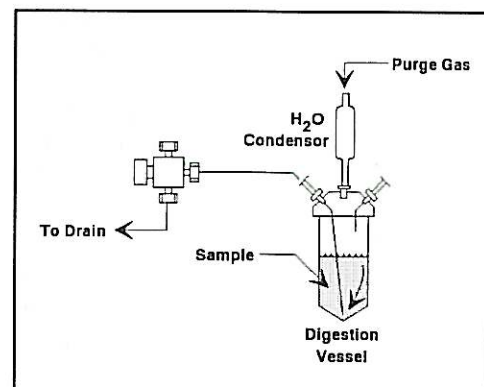 Purge Gas
H₂O
Condensor
To Drain
Sample
Digestion
Vessel